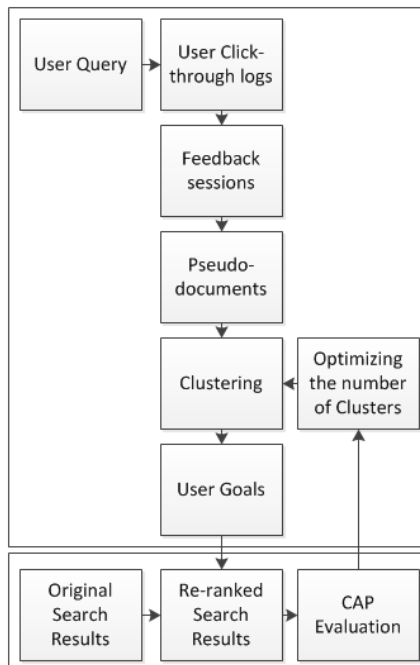 User Query
User Click-
through logs
Feedback
sessions
Pseudo-
documents
Clustering
Optimizing
the number
of Clusters
User Goals
Original
Search
Results
Re-ranked
Search
Results
CAP
Evaluation